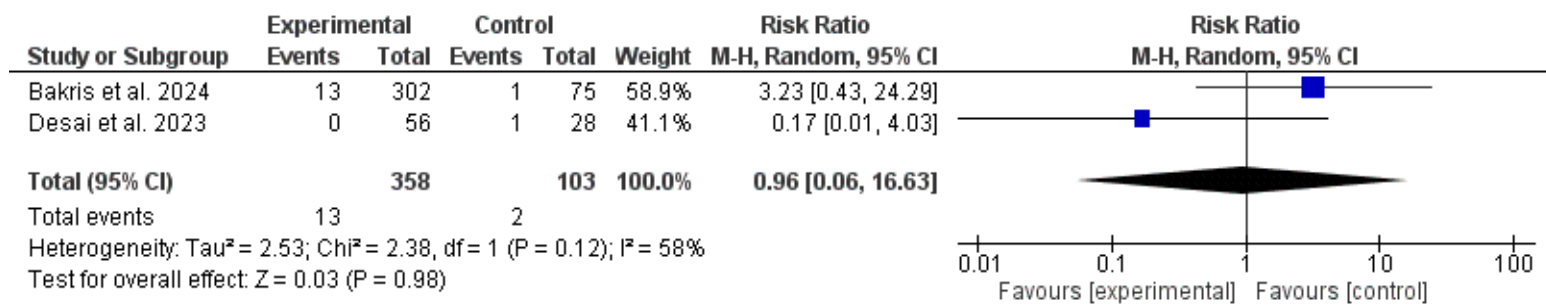 Experimental Control Risk Ratio Risk Ratio
Study or Subgroup Events Total Events Total Weight M-H, Random, 95% CI M-H, Random, 95% CI
Bakris et al. 2024 13 302 1 75 58.9% 3.23 [0.43, 24.29]
Desai et al. 2023 0 56 1 28 41.1% 0.17 [0.01, 4.03]
Total (95% CI) 358 103 100.0% 0.96 [0.06, 16.63]
Total events 13 2
Heterogeneity: Tau² = 2.53; Chi² = 2.38, df = 1 (P = 0.12); I² = 58%
Test for overall effect: Z = 0.03 (P = 0.98)
0.01 0.1 1 10 100
Favours [experimental] Favours [control]